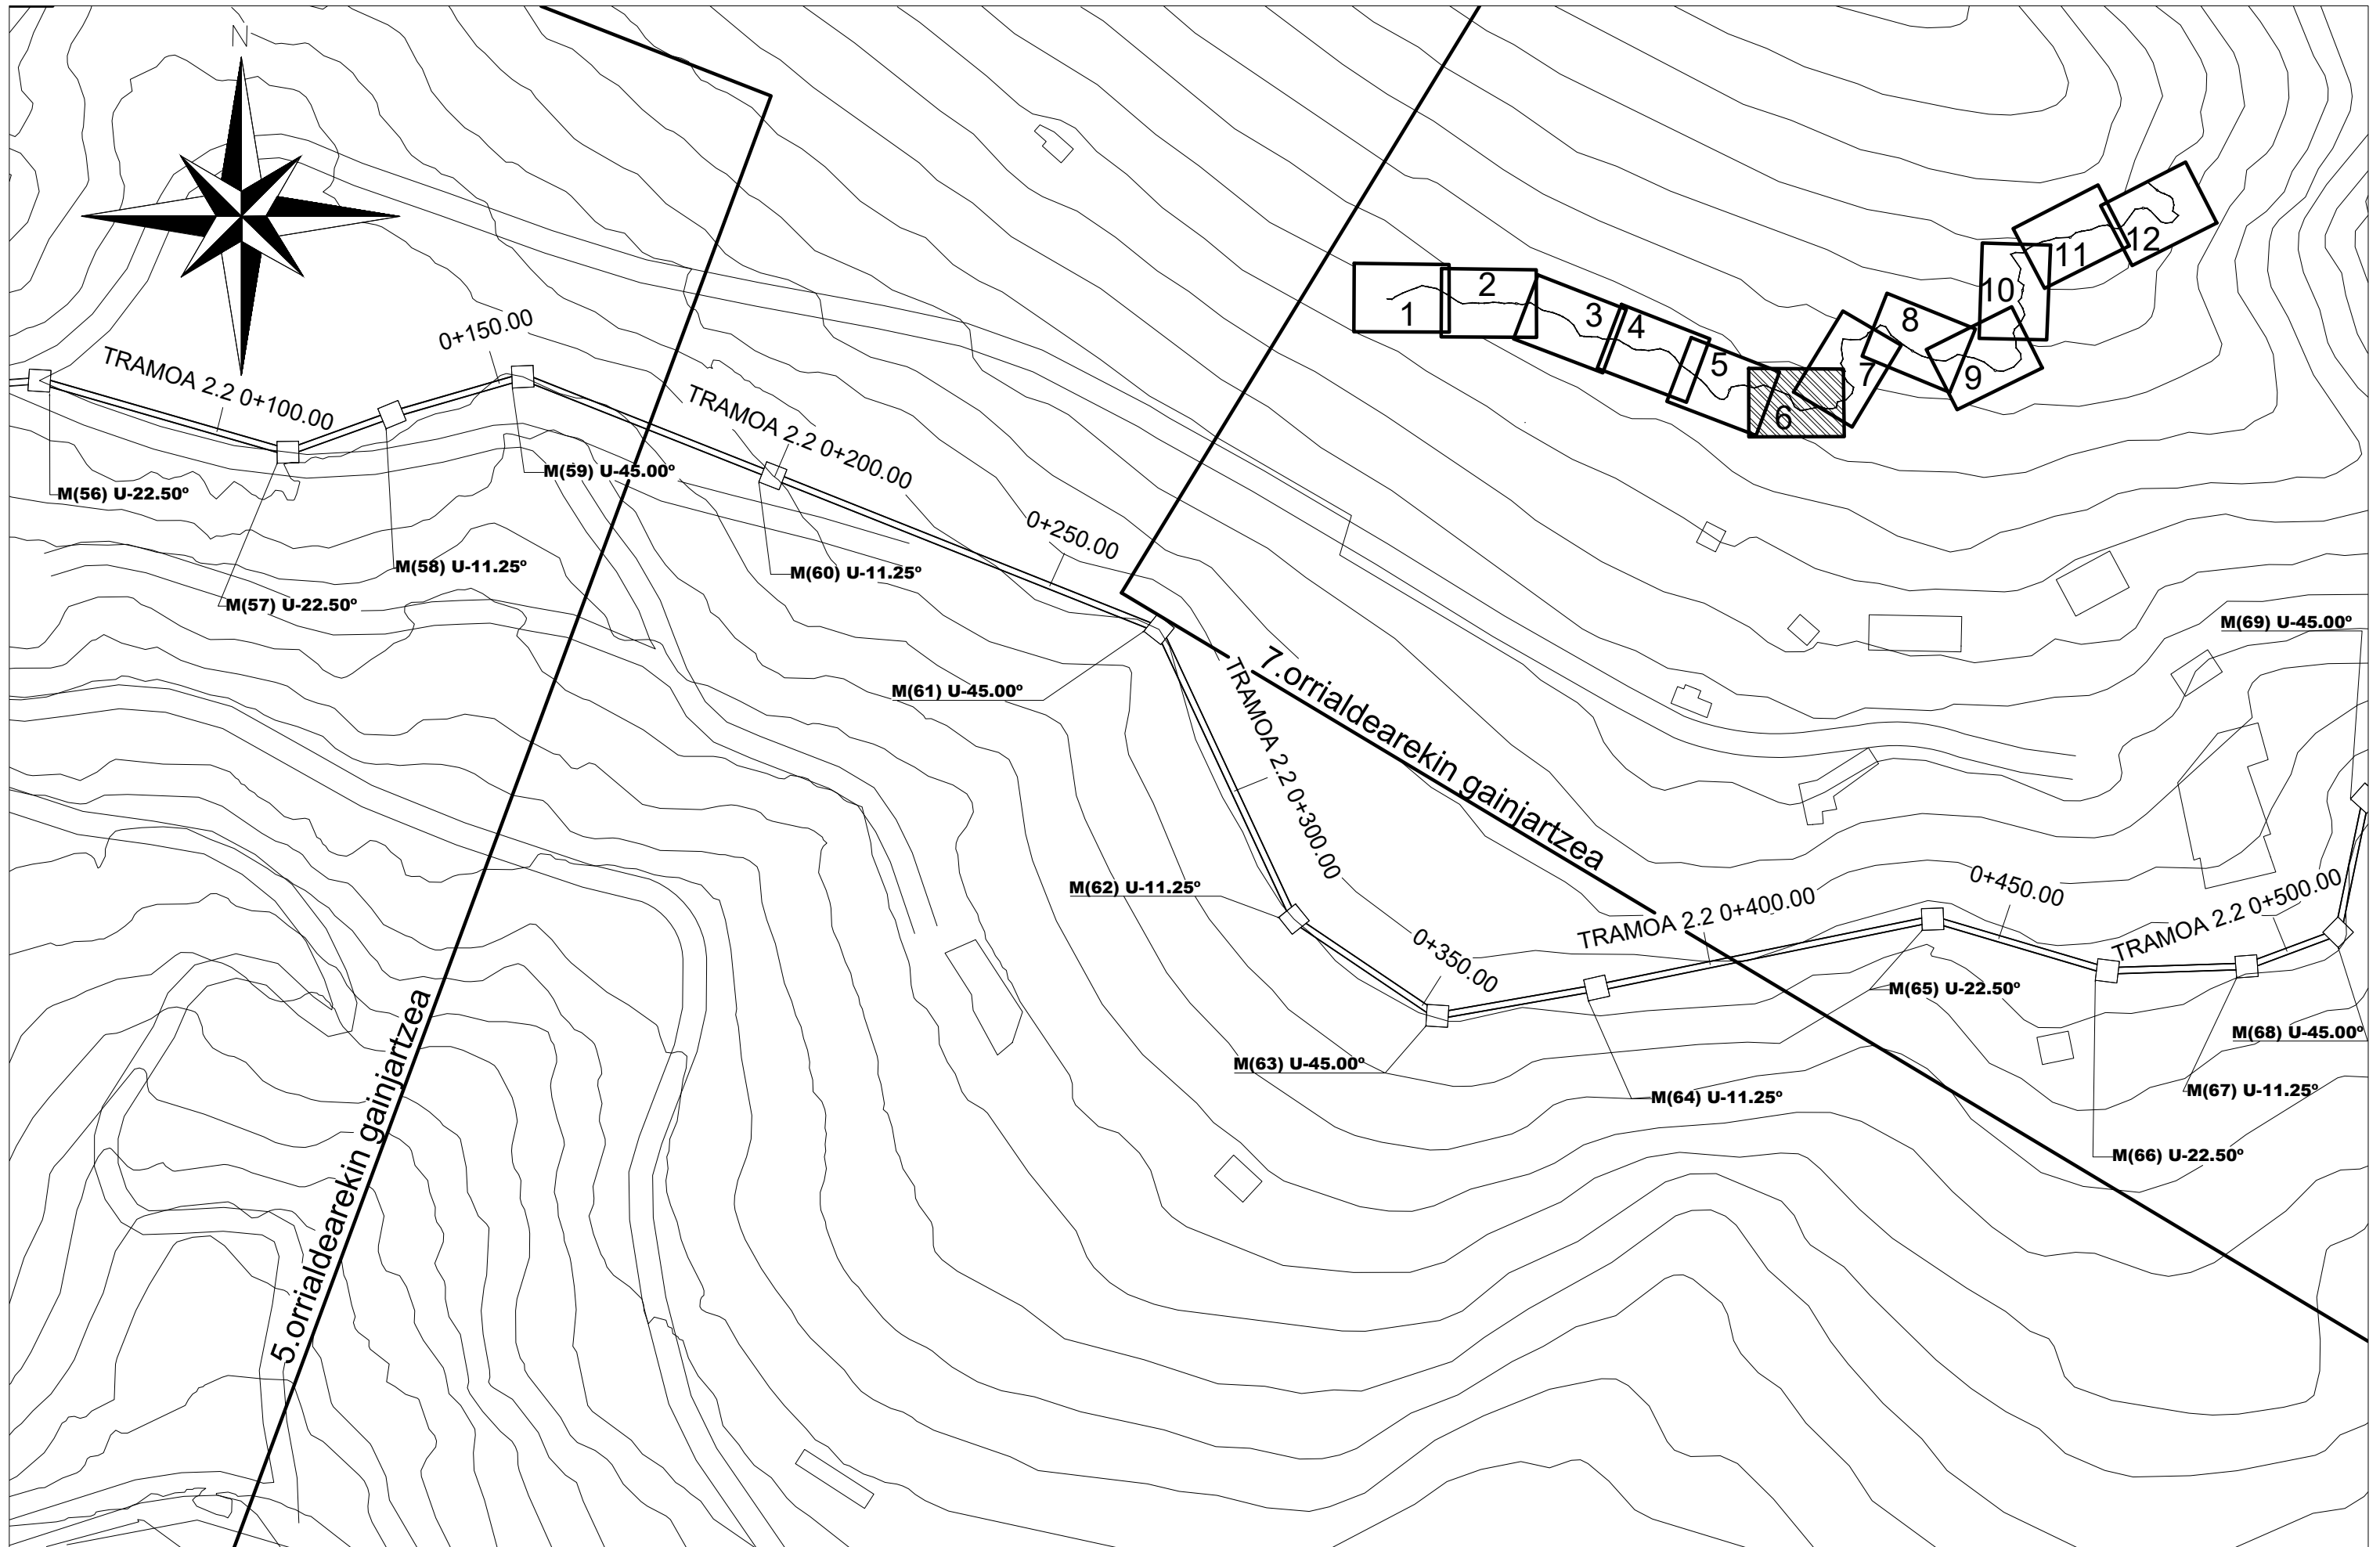 N
1
2
3
4
5
6
7
8
9
10
11
12
TRAMOA 2.2 0+100.00
0+150.00
TRAMOA 2.2 0+200.00
0+250.00
TRAMOA 2.2 0+300.00
0+350.00
TRAMOA 2.2 0+400.00
0+450.00
TRAMOA 2.2 0+500.00
M(56) U-22.50º
M(57) U-22.50º
M(58) U-11.25º
M(59) U-45.00º
M(60) U-11.25º
M(61) U-45.00º
M(62) U-11.25º
M(63) U-45.00º
M(64) U-11.25º
M(65) U-22.50º
M(66) U-22.50º
M(67) U-11.25º
M(68) U-45.00º
M(69) U-45.00º
5.orrialdearekin gainjartzea
7.orrialdearekin gainjartzea